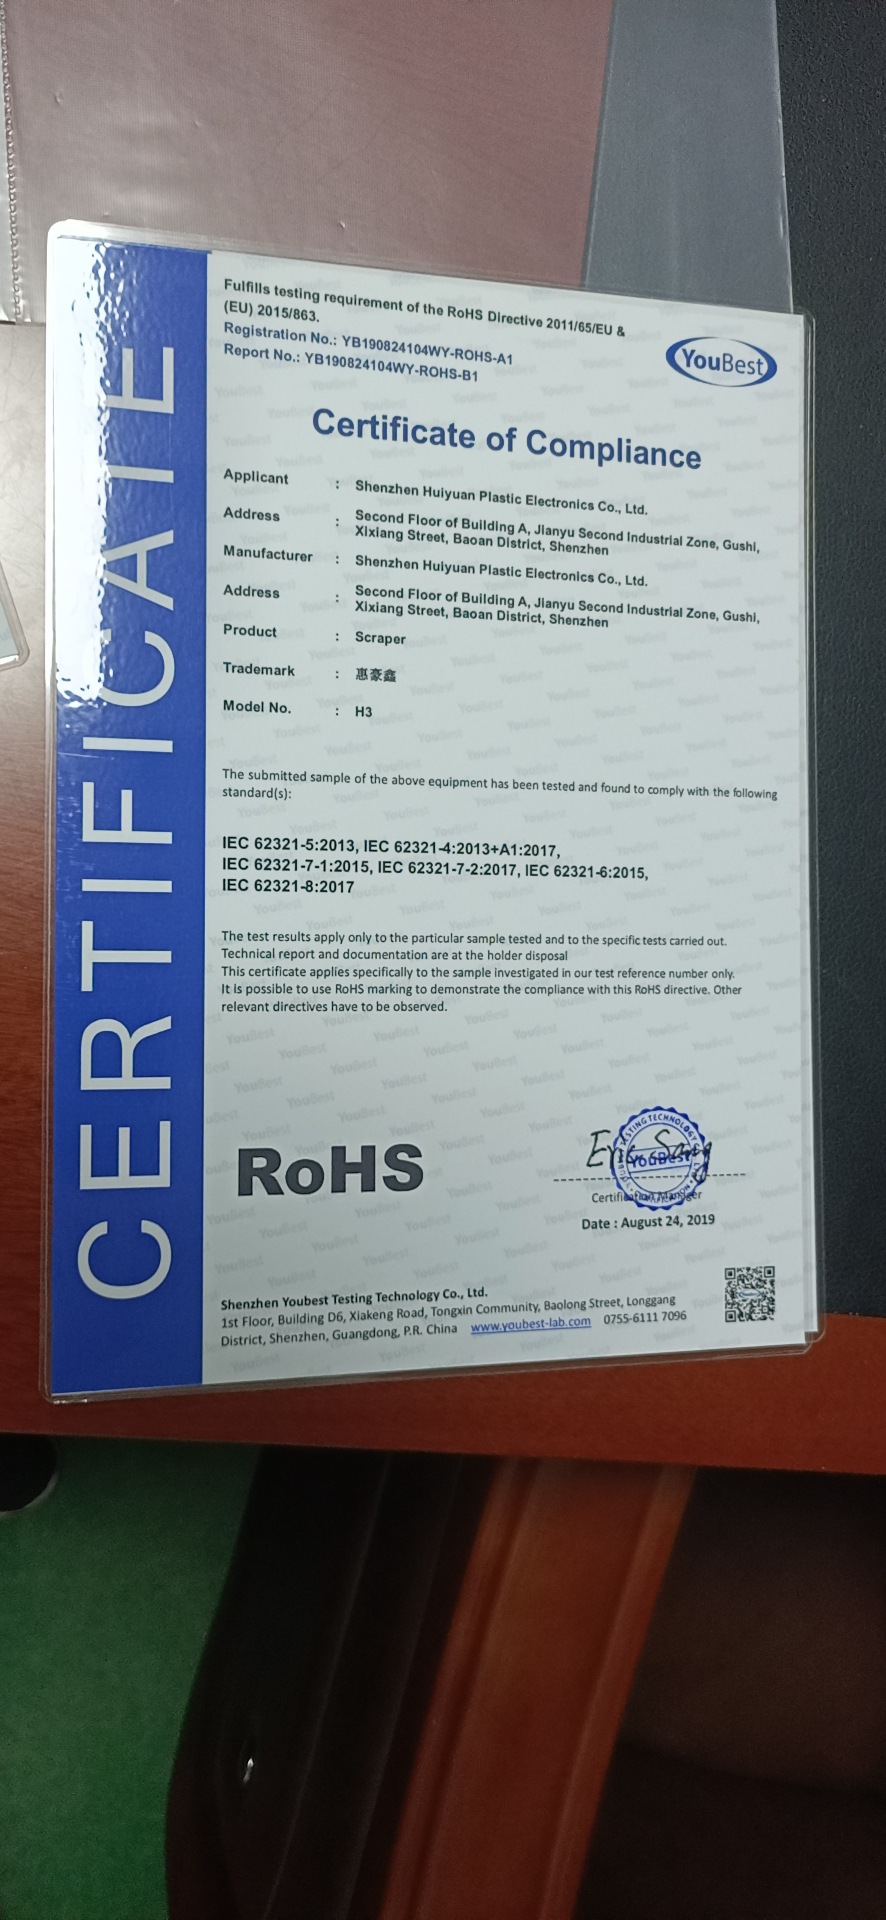 CERTIFICATE
Fulfills testing requirement of the RoHS Directive 2011/65/EU &
(EU) 2015/863.
Registration No.: YB190824104WY-ROHS-A1
Report No.: YB190824104WY-ROHS-B1
YouBest
Certificate of Compliance
Applicant : Shenzhen Huiyuan Plastic Electronics Co., Ltd.
Address : Second Floor of Building A, Jianyu Second Industrial Zone, Gushi,
Xixiang Street, Baoan District, Shenzhen
Manufacturer : Shenzhen Huiyuan Plastic Electronics Co., Ltd.
Address : Second Floor of Building A, Jianyu Second Industrial Zone, Gushi,
Xixiang Street, Baoan District, Shenzhen
Product : Scraper
Trademark : 惠豪鑫
Model No. : H3
The submitted sample of the above equipment has been tested and found to comply with the following
standard(s):
IEC 62321-5:2013, IEC 62321-4:2013+A1:2017,
IEC 62321-7-1:2015, IEC 62321-7-2:2017, IEC 62321-6:2015,
IEC 62321-8:2017
The test results apply only to the particular sample tested and to the specific tests carried out.
Technical report and documentation are at the holder disposal
This certificate applies specifically to the sample investigated in our test reference number only.
It is possible to use RoHS marking to demonstrate the compliance with this RoHS directive. Other
relevant directives have to be observed.
RoHS
YouBest
Certification Manager
Date : August 24, 2019
Shenzhen Youbest Testing Technology Co., Ltd.
1st Floor, Building D6, Xiakeng Road, Tongxin Community, Baolong Street, Longgang
District, Shenzhen, Guangdong, P.R. China www.youbest-lab.com 0755-6111 7096